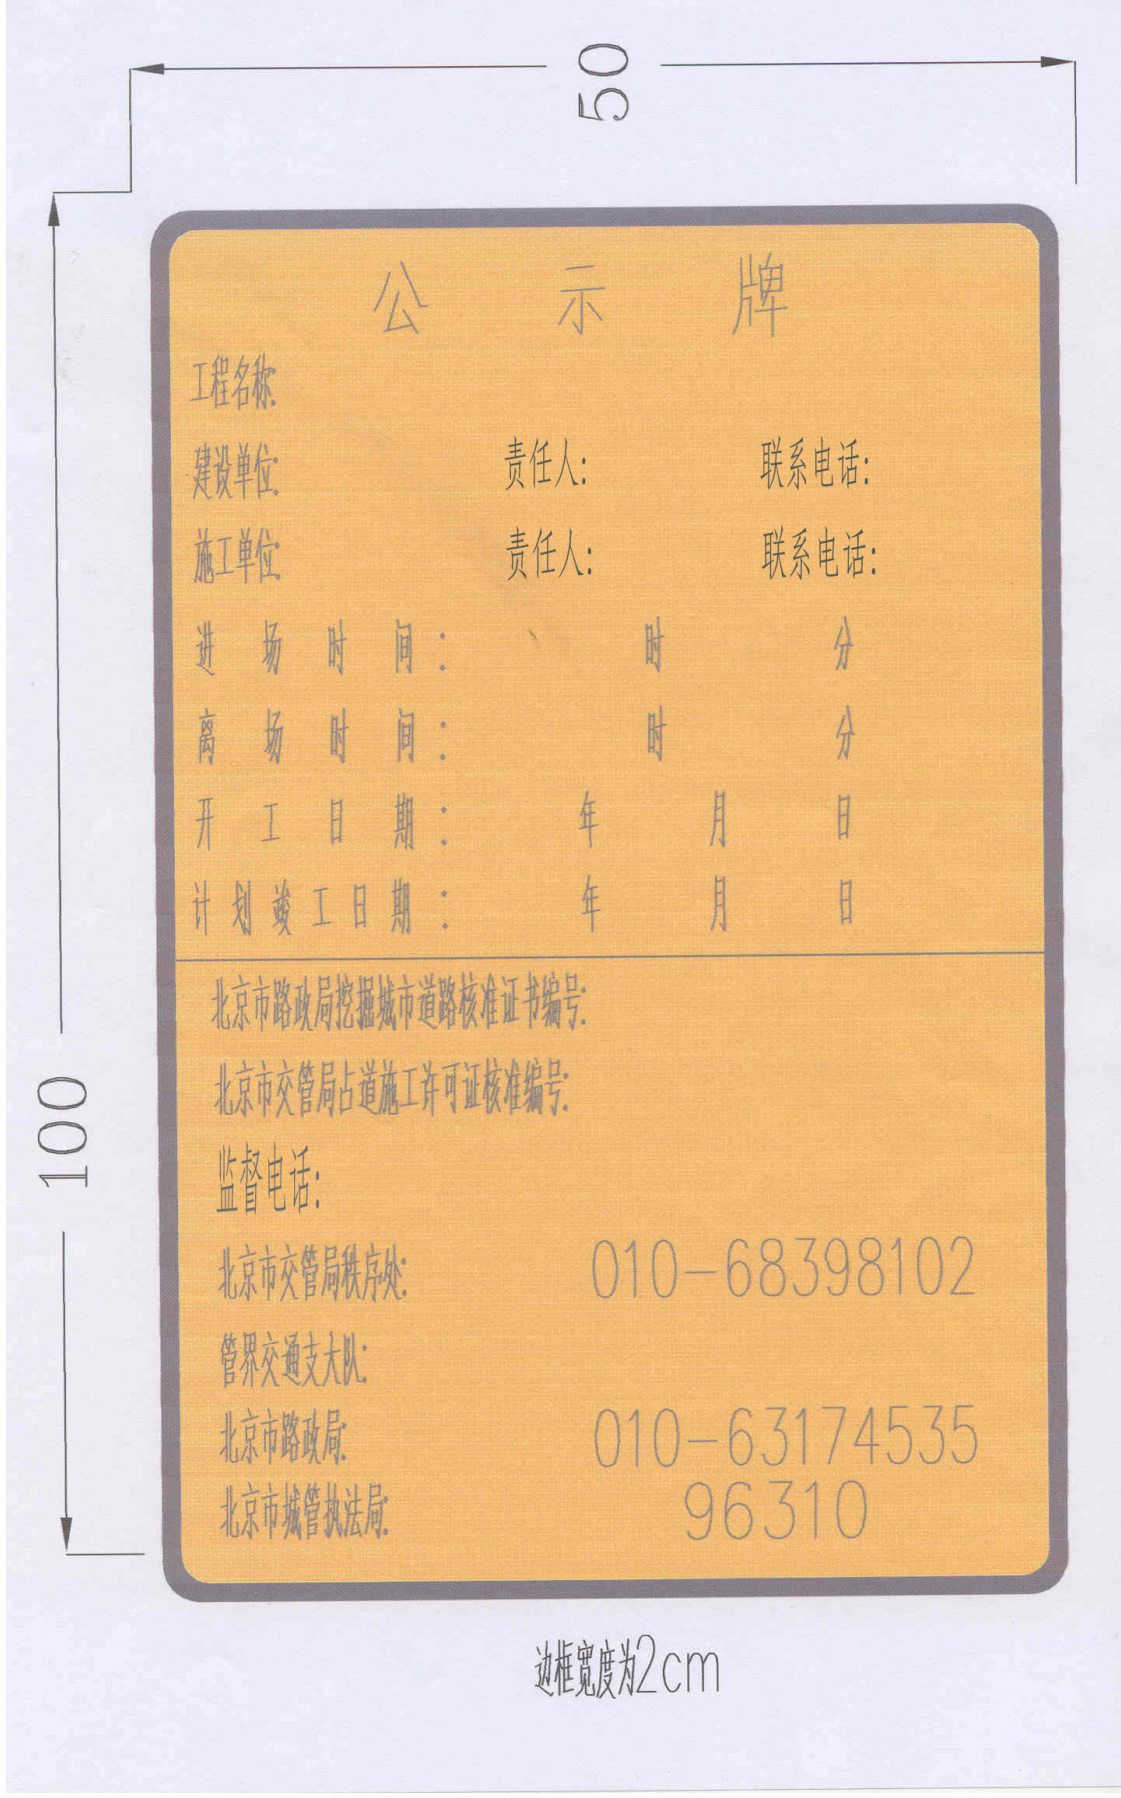 50
100
公示牌
工程名称:
建设单位: 责任人: 联系电话:
施工单位: 责任人: 联系电话:
进场时间: 时 分
离场时间: 时 分
开工日期: 年 月 日
计划竣工日期: 年 月 日
北京市路政局挖掘城市道路核准证书编号:
北京市交管局占道施工许可证核准编号:
监督电话:
北京市交管局秩序处: 010-68398102
管界交通支大队:
北京市路政局: 010-63174535
北京市城管执法局: 96310
边框宽度为2cm